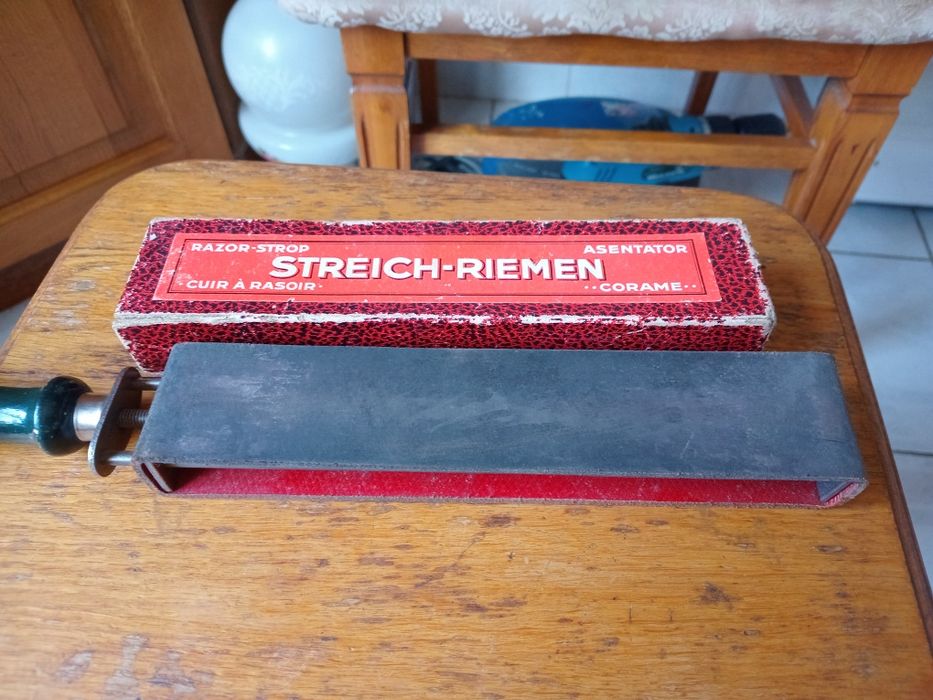 RAZOR-STROP ASENTATOR
STREICH-RIEMEN
·CUIR À RASOIR· ··CORAME··